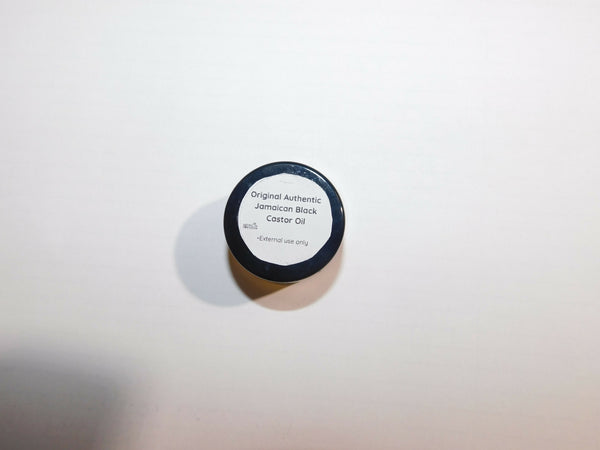 Original Authentic
Jamaican Black
Castor Oil
•External use only